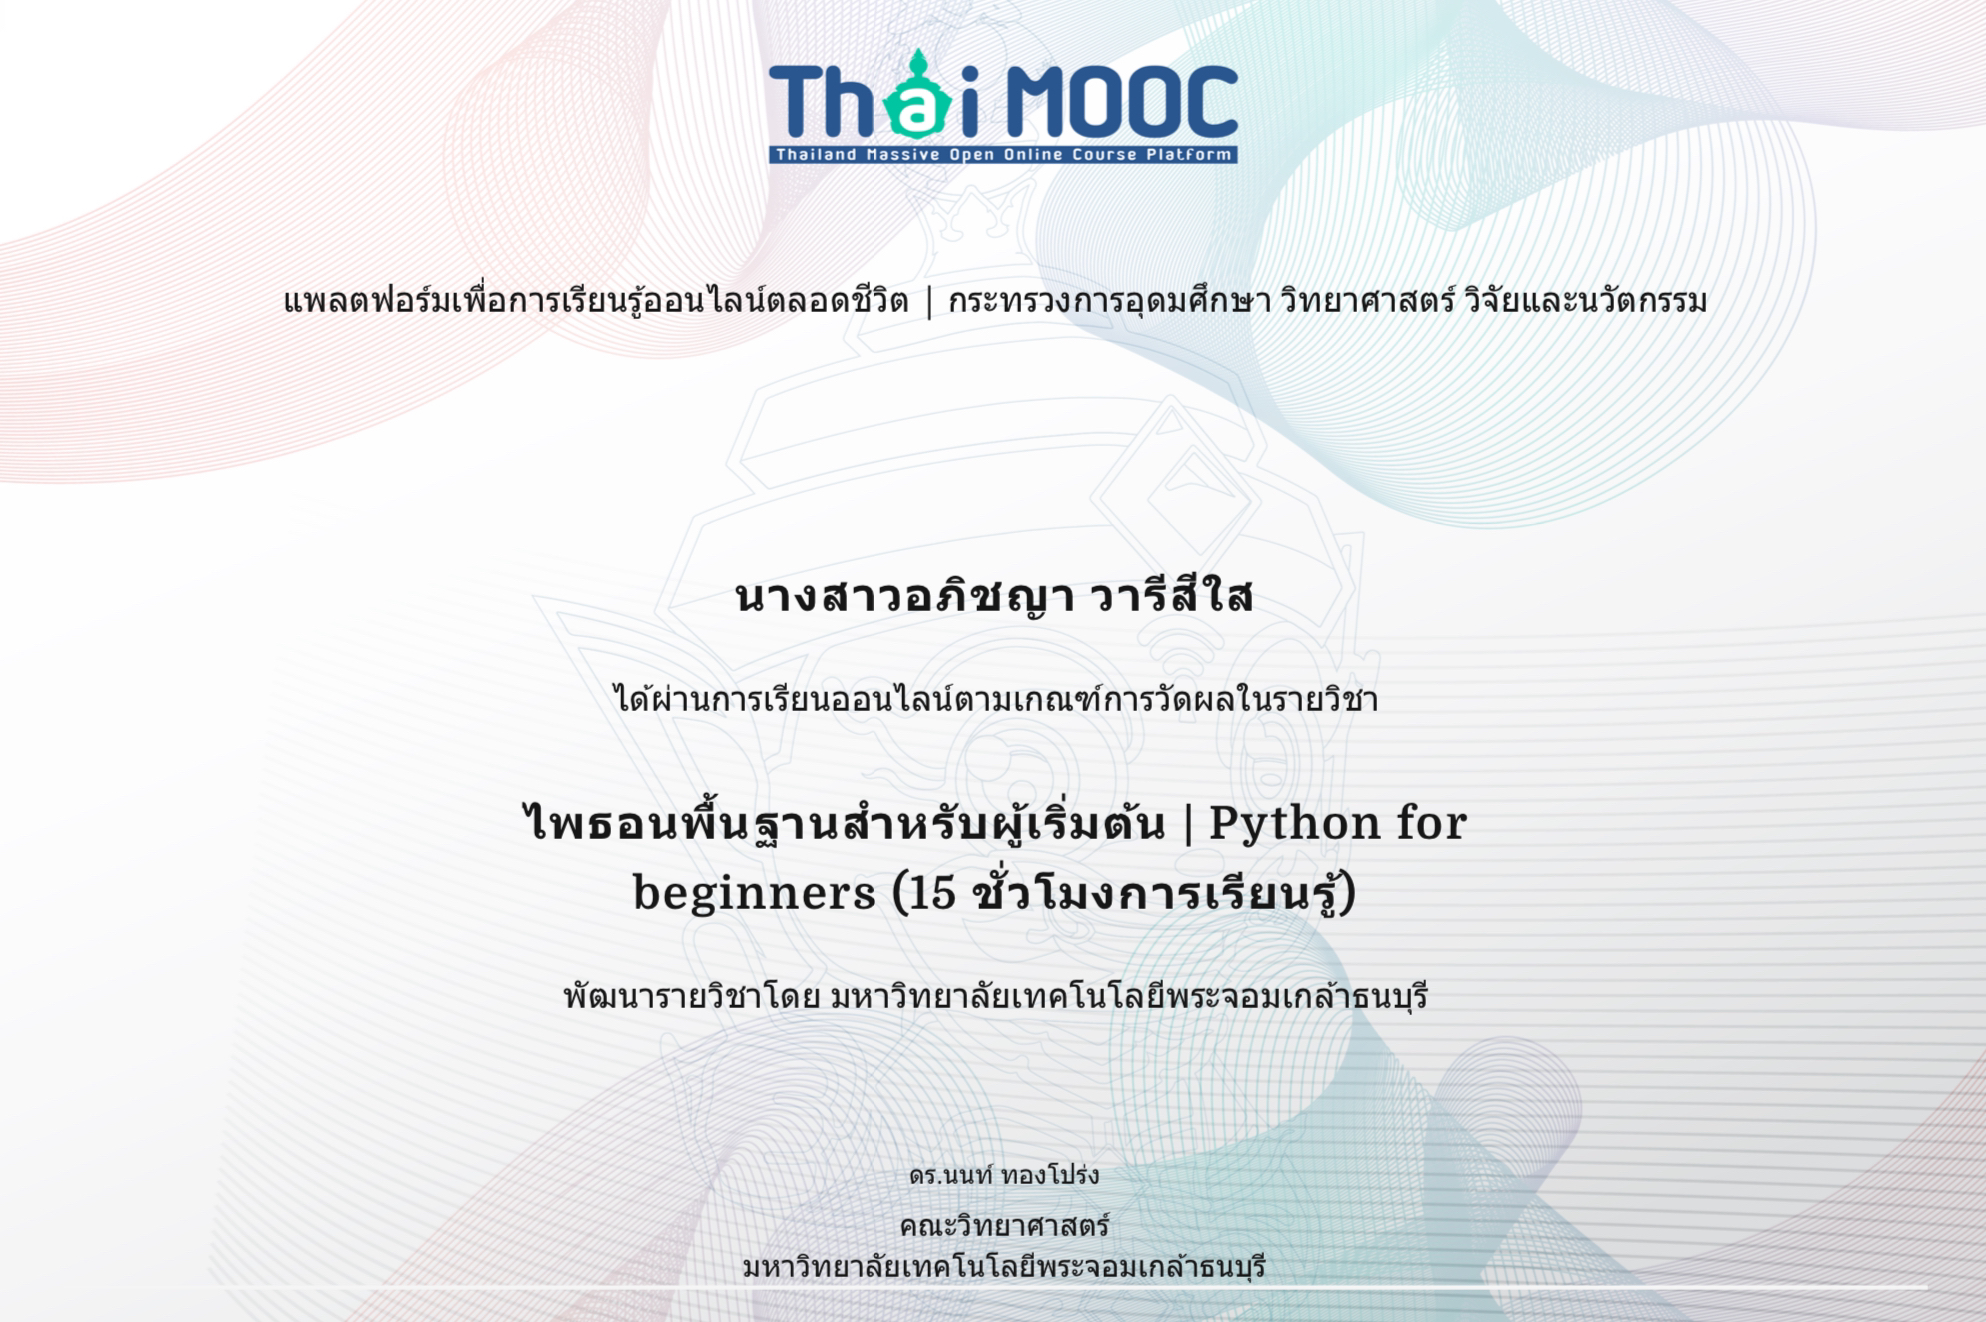 Thai MOOC
Thailand Massive Open Online Course Platform
แพลตฟอร์มเพื่อการเรียนรู้ออนไลน์ตลอดชีวิต | กระทรวงการอุดมศึกษา วิทยาศาสตร์ วิจัยและนวัตกรรม
นางสาวอภิชญา วารีสีใส
ได้ผ่านการเรียนออนไลน์ตามเกณฑ์การวัดผลในรายวิชา
ไพธอนพื้นฐานสำหรับผู้เริ่มต้น | Python for
beginners (15 ชั่วโมงการเรียนรู้)
พัฒนารายวิชาโดย มหาวิทยาลัยเทคโนโลยีพระจอมเกล้าธนบุรี
ดร.นนท์ ทองโปร่ง
คณะวิทยาศาสตร์
มหาวิทยาลัยเทคโนโลยีพระจอมเกล้าธนบุรี